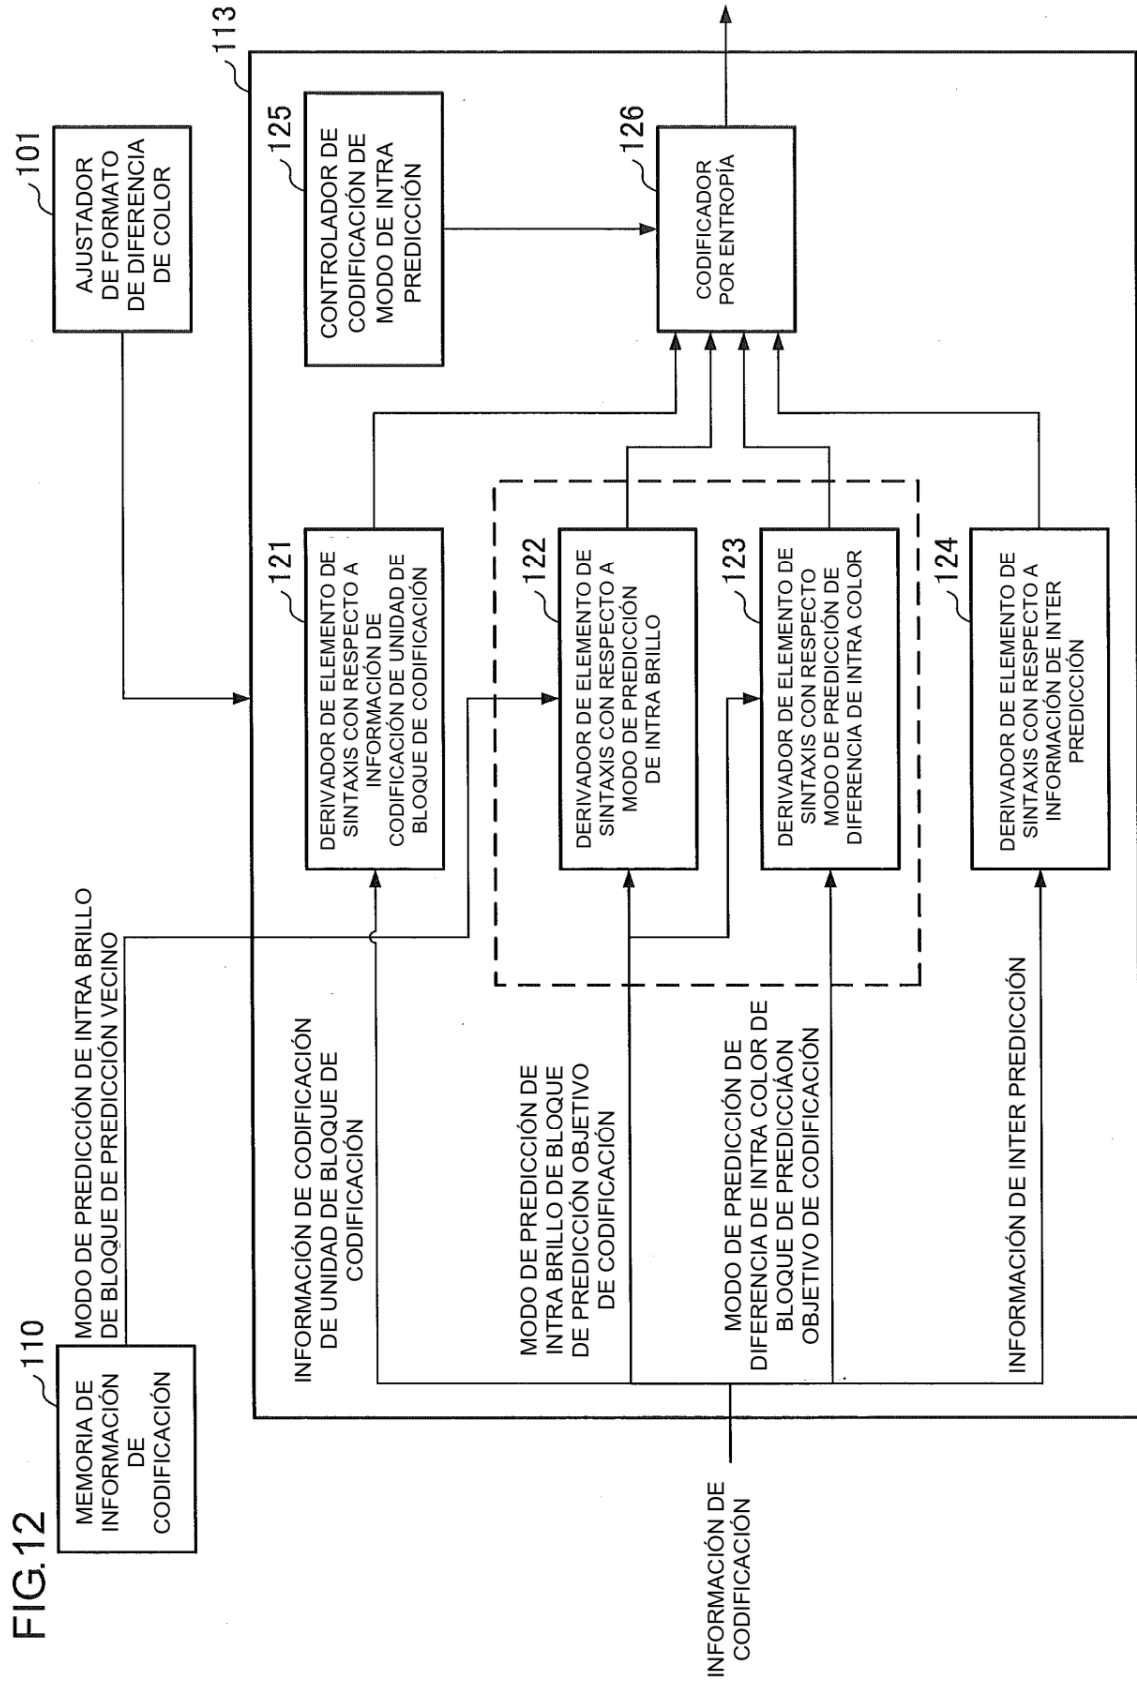 FIG.12
110
MEMORIA DE
INFORMACIÓN
DE
CODIFICACIÓN
MODO DE PREDICCIÓN DE INTRA BRILLO
DE BLOQUE DE PREDICCIÓN VECINO
101
AJUSTADOR
DE FORMATO
DE DIFERENCIA
DE COLOR
113
INFORMACIÓN DE
CODIFICACIÓN
INFORMACIÓN DE CODIFICACIÓN
DE UNIDAD DE BLOQUE DE
CODIFICACIÓN
121
DERIVADOR DE ELEMENTO DE
SINTAXIS CON RESPECTO A
INFORMACIÓN DE
CODIFICACIÓN DE UNIDAD DE
BLOQUE DE CODIFICACIÓN
125
CONTROLADOR DE
CODIFICACIÓN DE
MODO DE INTRA
PREDICCIÓN
MODO DE PREDICCIÓN DE
INTRA BRILLO DE BLOQUE
DE PREDICCIÓN OBJETIVO
DE CODIFICACIÓN
122
DERIVADOR DE ELEMENTO DE
SINTAXIS CON RESPECTO A
MODO DE PREDICCIÓN
DE INTRA BRILLO
126
CODIFICADOR
POR ENTROPÍA
MODO DE PREDICCIÓN DE
DIFERENCIA DE INTRA COLOR DE
BLOQUE DE PREDICCIÁON
OBJETIVO DE CODIFICACIÓN
123
DERIVADOR DE ELEMENTO DE
SINTAXIS CON RESPECTO
MODO DE PREDICCIÓN DE
DIFERENCIA DE INTRA COLOR
INFORMACIÓN DE INTER PREDICCIÓN
124
DERIVADOR DE ELEMENTO DE
SINTAXIS CON RESPECTO A
INFORMACIÓN DE INTER
PREDICCIÓN